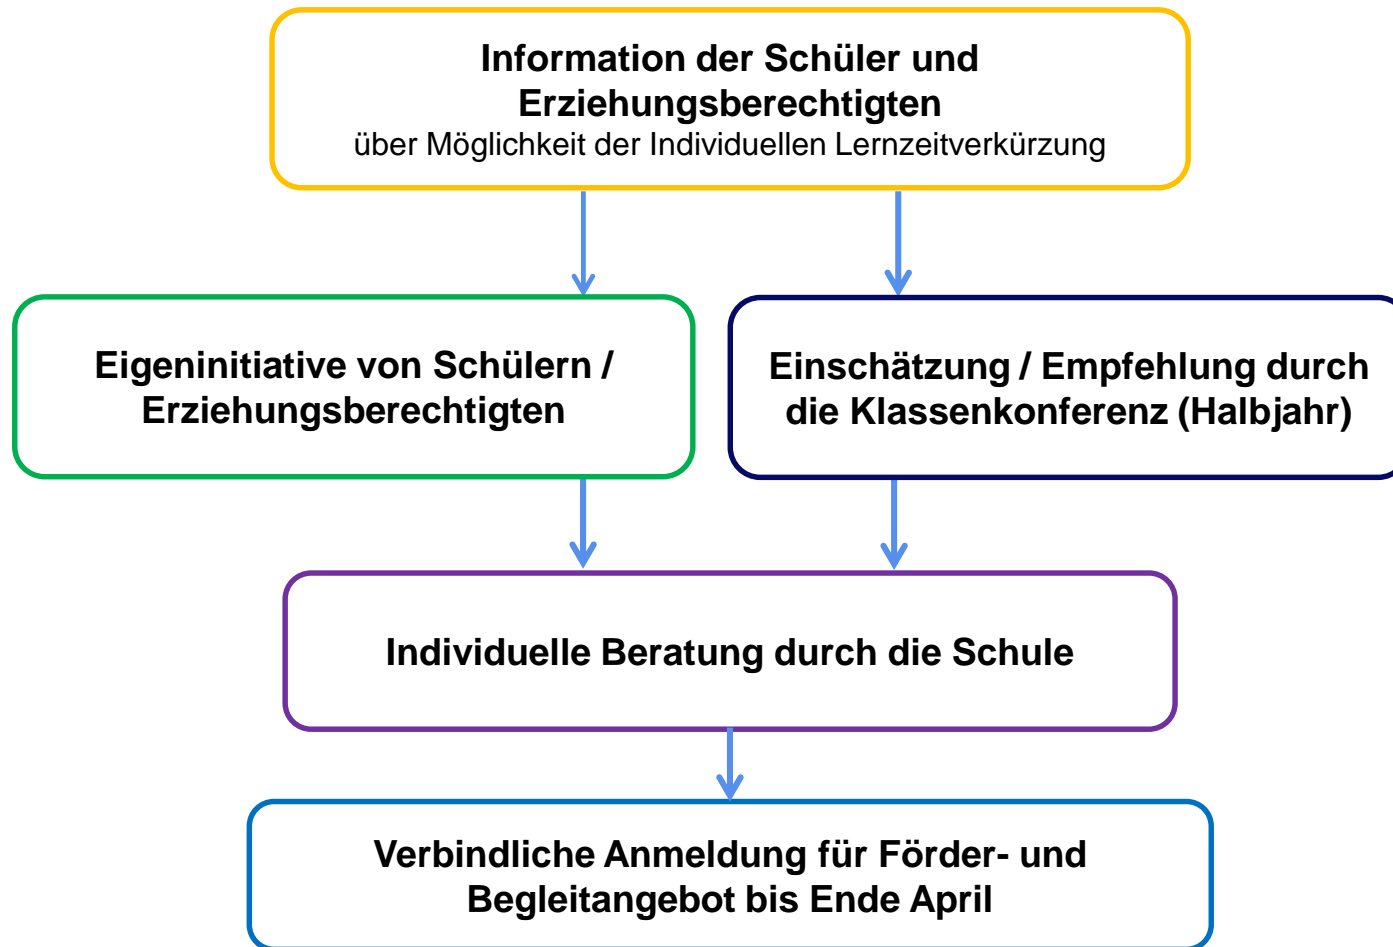 Information der Schüler und
Erziehungsberechtigten
über Möglichkeit der Individuellen Lernzeitverkürzung
Eigeninitiative von Schülern /
Erziehungsberechtigten
Einschätzung / Empfehlung durch
die Klassenkonferenz (Halbjahr)
Individuelle Beratung durch die Schule
Verbindliche Anmeldung für Förder- und
Begleitangebot bis Ende April